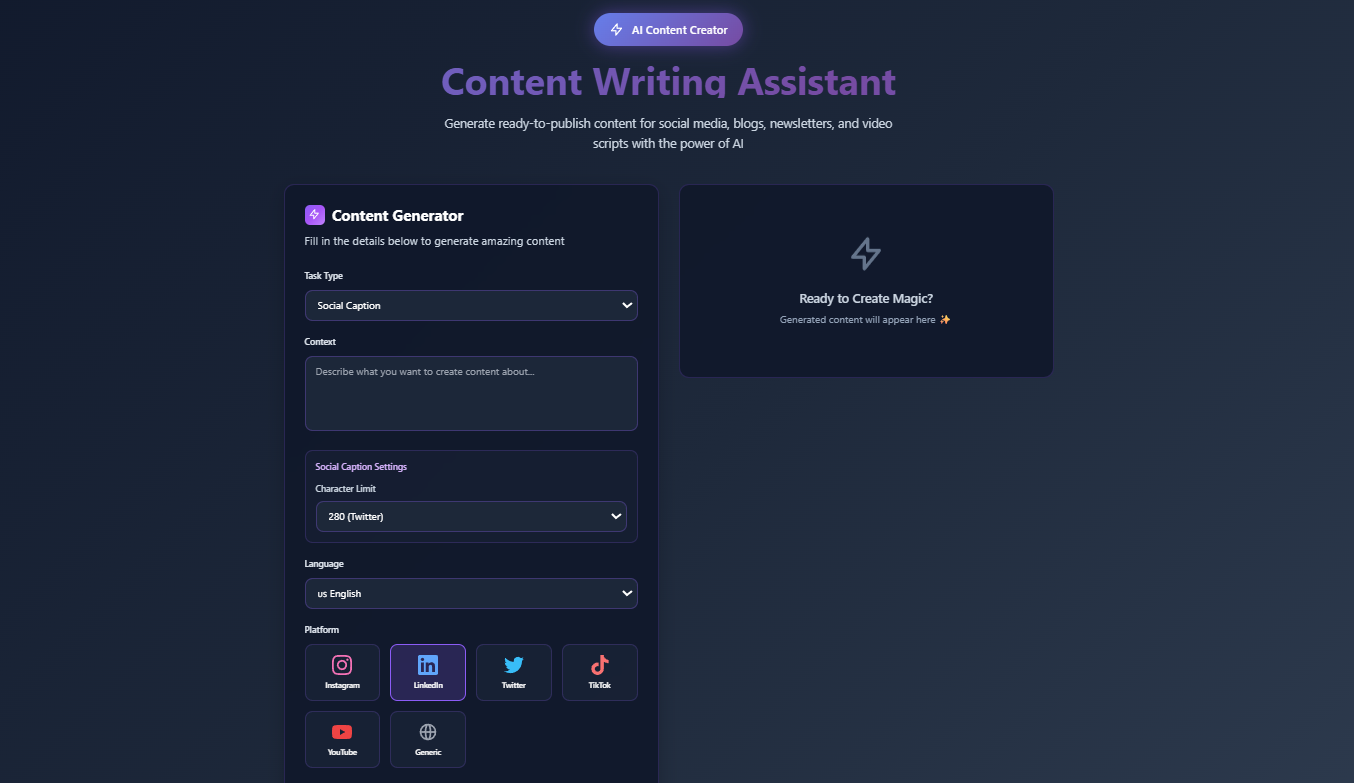 AI Content Creator
Content Writing Assistant
Generate ready-to-publish content for social media, blogs, newsletters, and video
scripts with the power of AI
Content Generator
Fill in the details below to generate amazing content
Task Type
Social Caption
Context
Describe what you want to create content about...
Social Caption Settings
Character Limit
280 (Twitter)
Language
us English
Platform
Instagram
LinkedIn
Twitter
TikTok
YouTube
Generic
Ready to Create Magic?
Generated content will appear here ✨